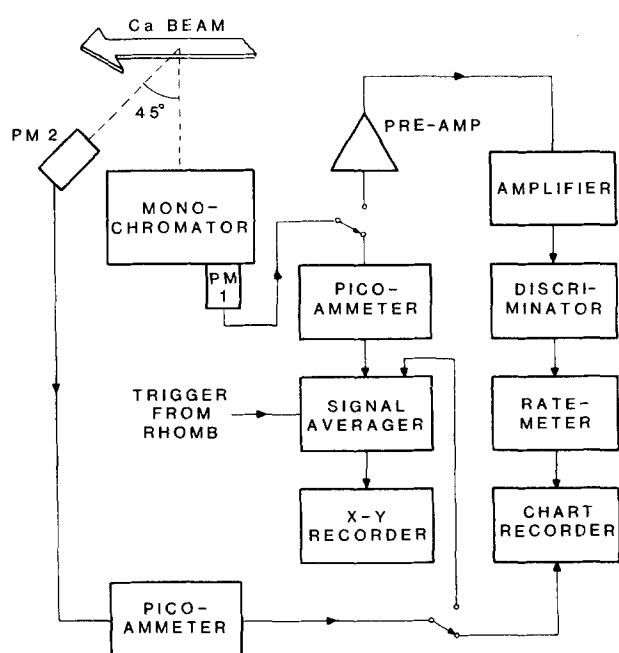 Ca BEAM
45°
PM 2
PRE-AMP
MONO-
CHROMATOR
PM
1
AMPLIFIER
PICO-
AMMETER
DISCRI-
MINATOR
TRIGGER
FROM
RHOMB
SIGNAL
AVERAGER
RATE-
METER
X-Y
RECORDER
CHART
RECORDER
PICO-
AMMETER